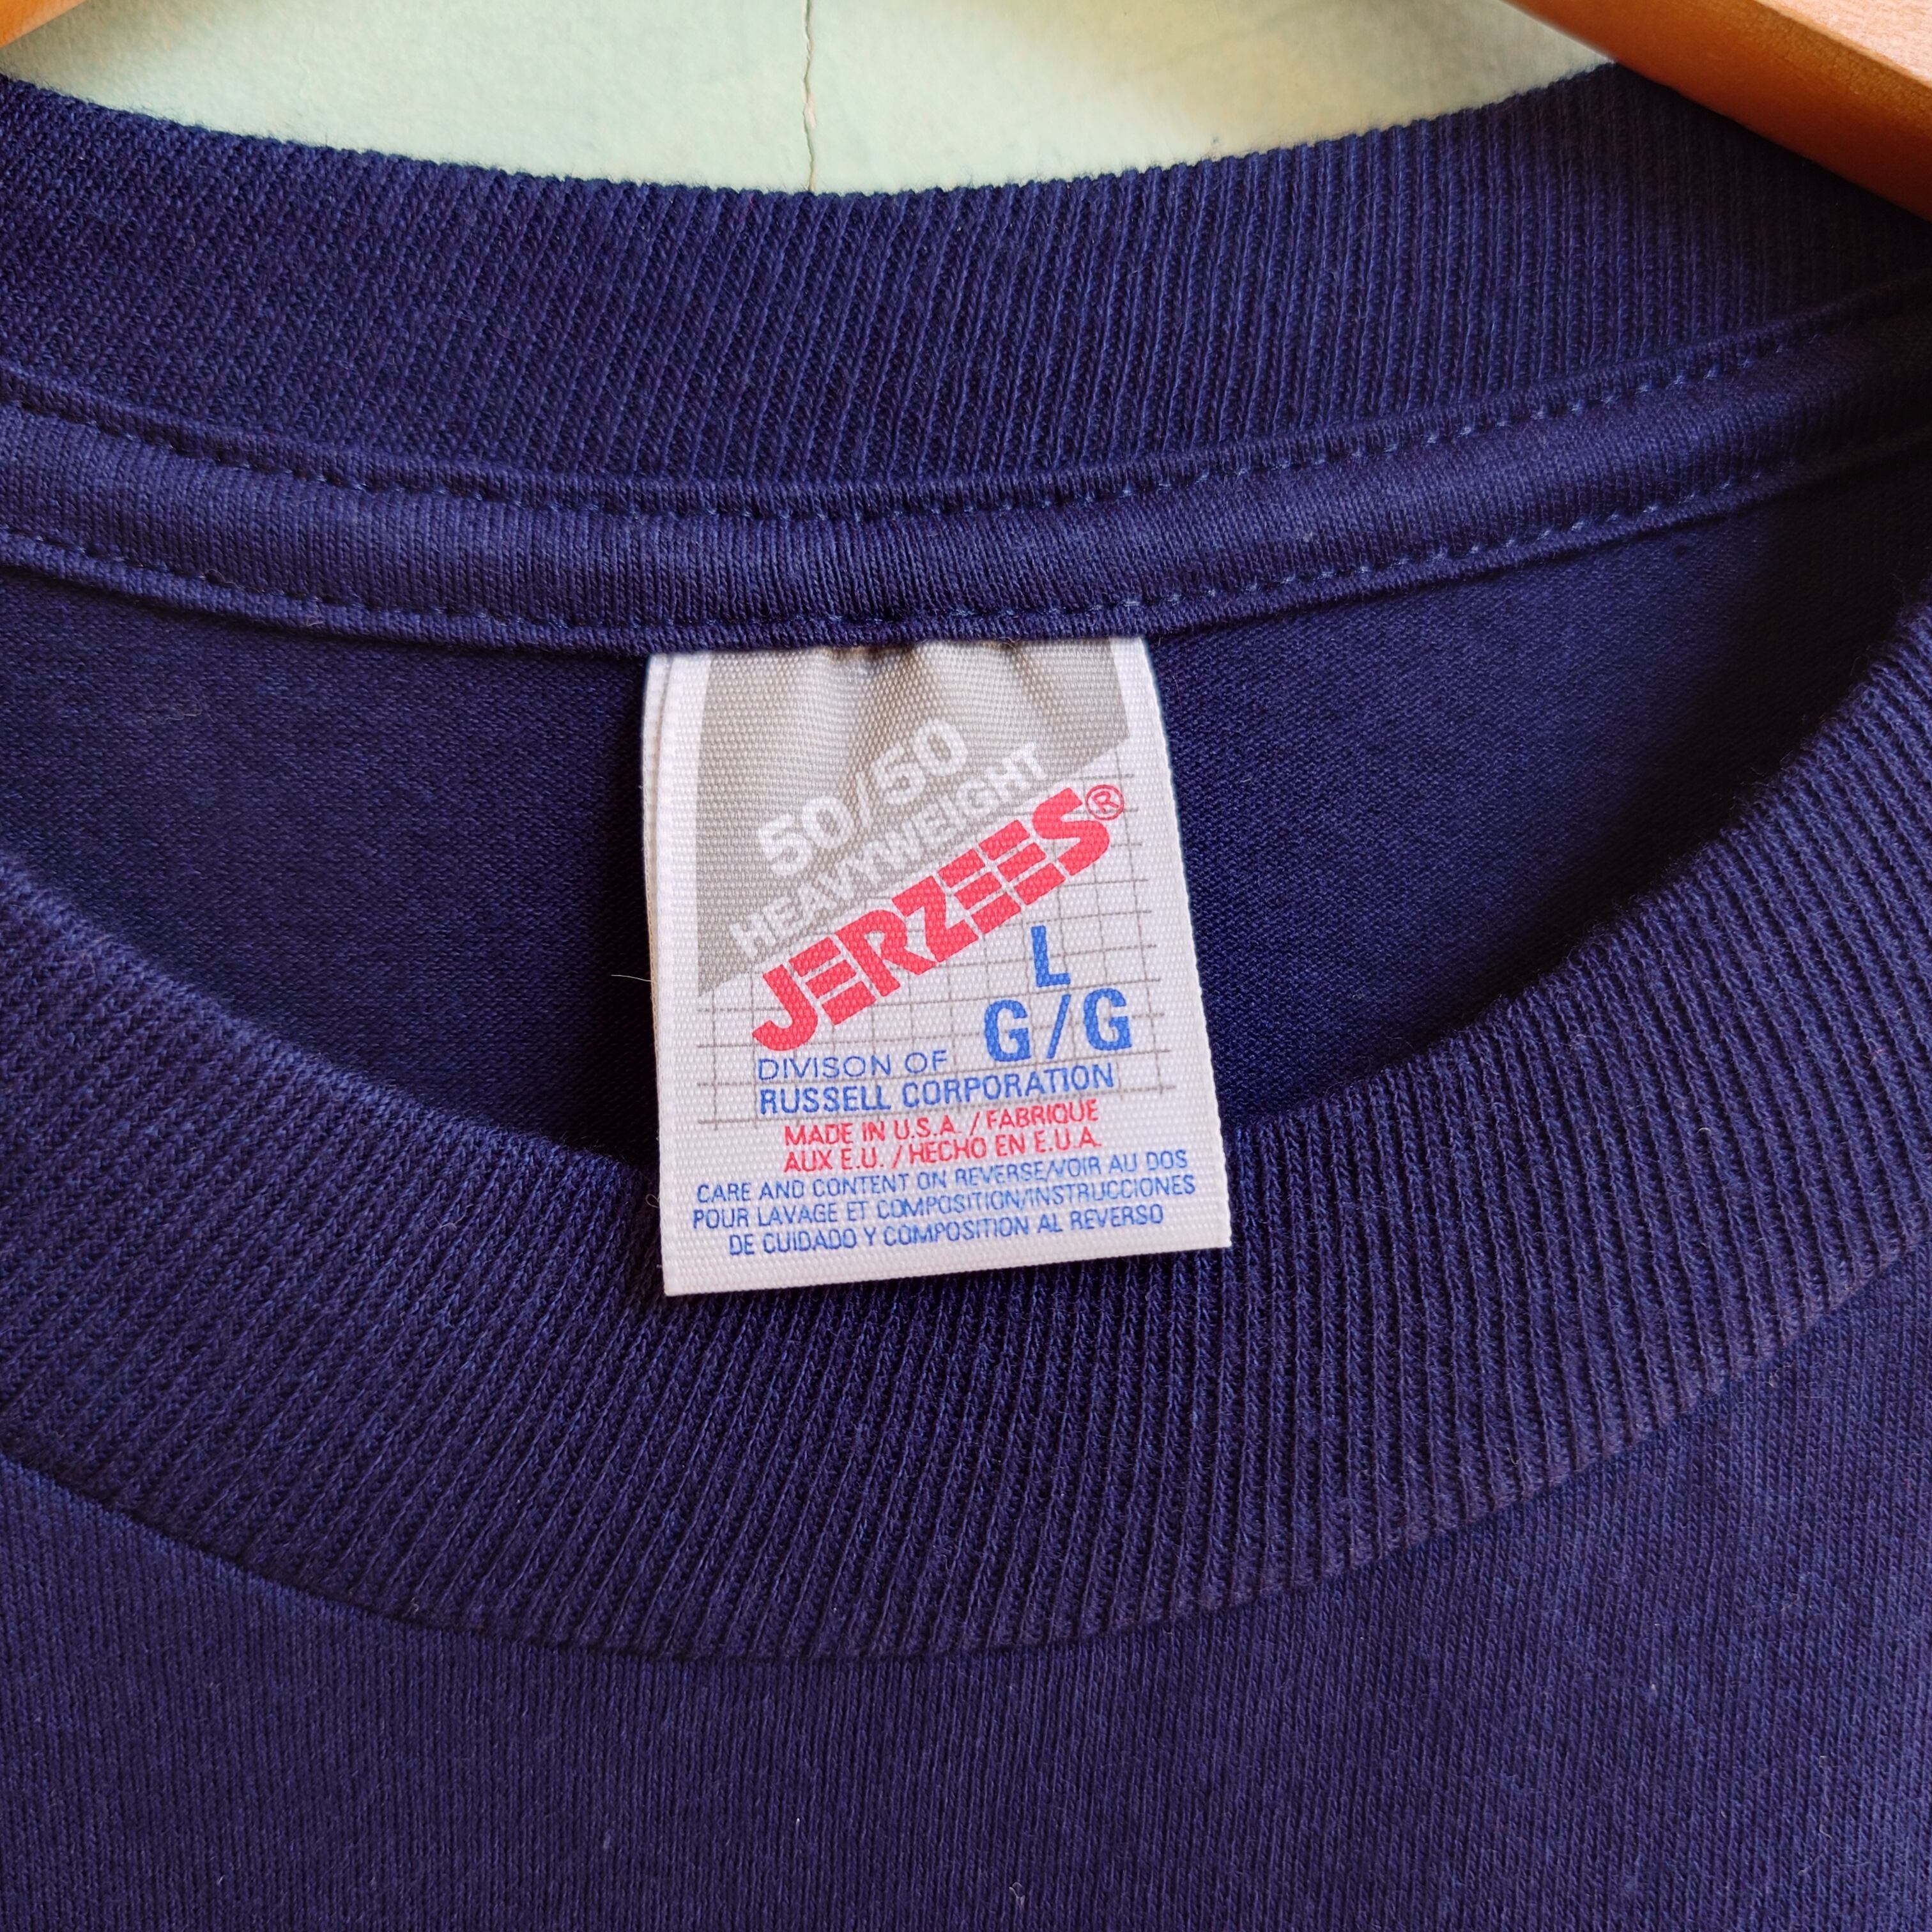 50/50
HEAVYWEIGHT
JERZEES®
L
G/G
DIVISON OF
RUSSELL CORPORATION
MADE IN U.S.A. / FABRIQUE
AUX E.U. / HECHO EN E.U.A.
CARE AND CONTENT ON REVERSE/VOIR AU DOS
POUR LAVAGE ET COMPOSITION/INSTRUCCIONES
DE CUIDADO Y COMPOSITION AL REVERSO